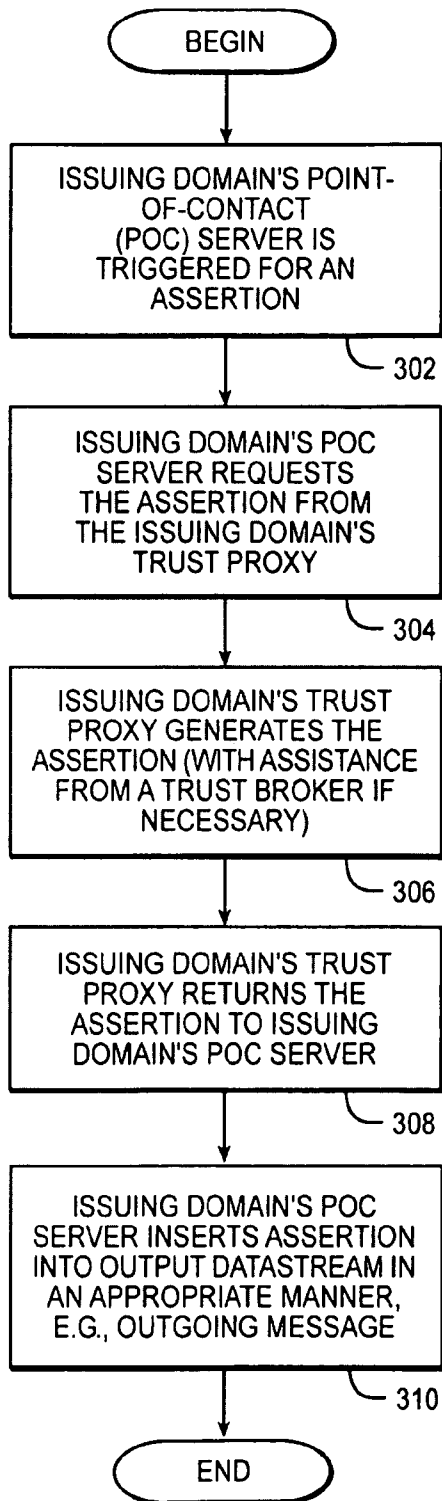 BEGIN
ISSUING DOMAIN'S POINT-
OF-CONTACT
(POC) SERVER IS
TRIGGERED FOR AN
ASSERTION
302
ISSUING DOMAIN'S POC
SERVER REQUESTS
THE ASSERTION FROM
THE ISSUING DOMAIN'S
TRUST PROXY
304
ISSUING DOMAIN'S TRUST
PROXY GENERATES THE
ASSERTION (WITH ASSISTANCE
FROM A TRUST BROKER IF
NECESSARY)
306
ISSUING DOMAIN'S TRUST
PROXY RETURNS THE
ASSERTION TO ISSUING
DOMAIN'S POC SERVER
308
ISSUING DOMAIN'S POC
SERVER INSERTS ASSERTION
INTO OUTPUT DATASTREAM IN
AN APPROPRIATE MANNER,
E.G., OUTGOING MESSAGE
310
END